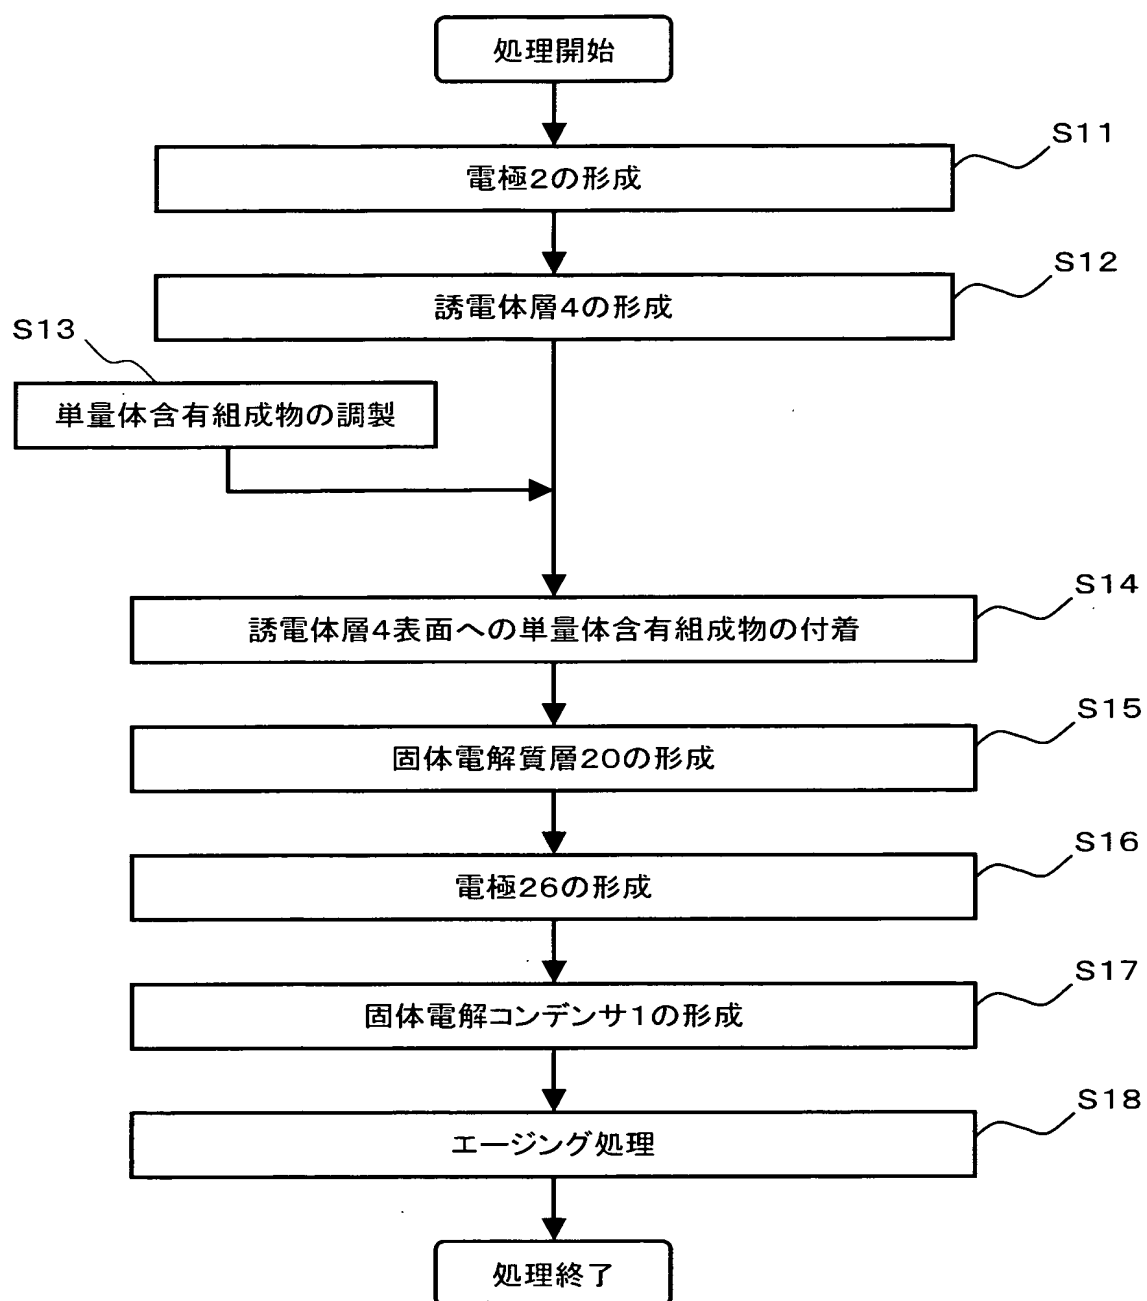 処理開始
S11
電極2の形成
S12
誘電体層4の形成
S13
単量体含有組成物の調製
S14
誘電体層4表面への単量体含有組成物の付着
S15
固体電解質層20の形成
S16
電極26の形成
S17
固体電解コンデンサ1の形成
S18
エージング処理
処理終了